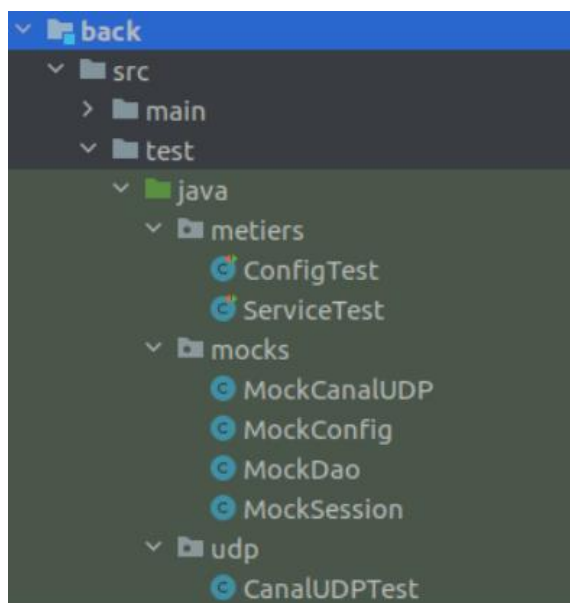 back
src
main
test
java
metiers
ConfigTest
ServiceTest
mocks
MockCanalUDP
MockConfig
MockDao
MockSession
udp
CanalUDPTest